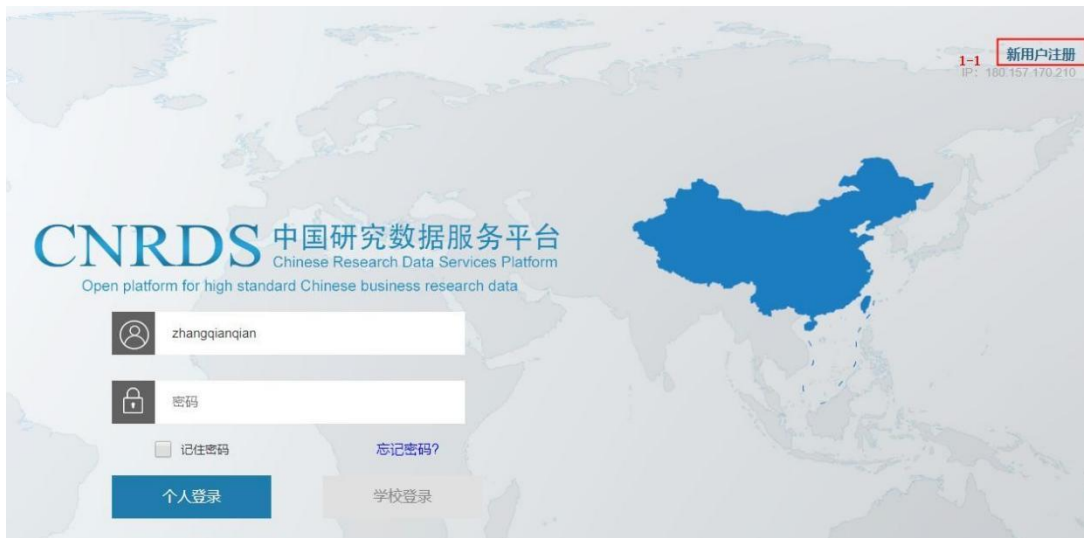 新用户注册
1-1
IP: 180.157.170.210
CNRDS 中国研究数据服务平台
Chinese Research Data Services Platform
Open platform for high standard Chinese business research data
zhangqianqian
密码
记住密码 忘记密码?
个人登录 学校登录